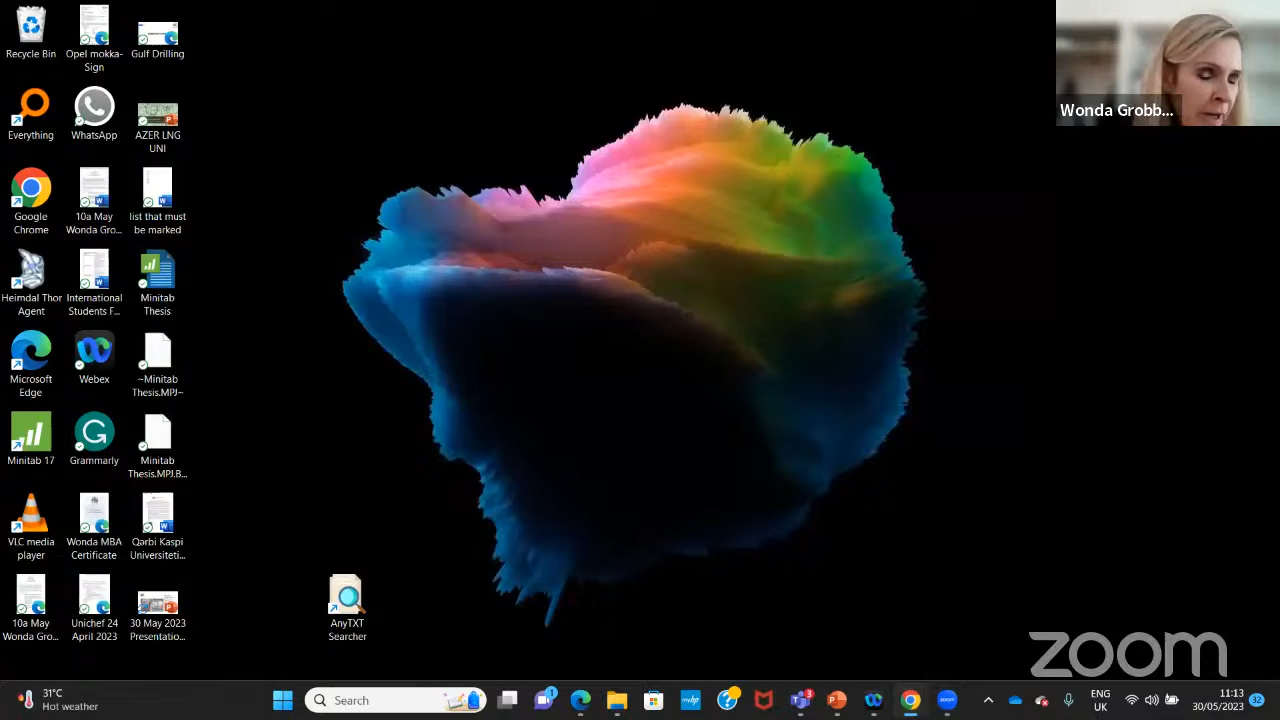 Recycle Bin
Opel mokka-
Sign
Gulf Drilling
Everything
WhatsApp
AZER LNG
UNI
Google
Chrome
10a May
Wonda Gro...
list that must
be marked
Heimdal Thor
Agent
International
Students F...
Minitab
Thesis
Microsoft
Edge
Webex
~Minitab
Thesis.MPJ~
Minitab 17
Grammarly
Minitab
Thesis.MPJ.B...
VLC media
player
Wonda MBA
Certificate
Qərbi Kaspi
Universiteti...
10a May
Wonda Gro...
Unichef 24
April 2023
30 May 2023
Presentatio...
AnyTXT
Searcher
Wonda Grobb...
zoom
31°C
Hot weather
Search
1
3
zoom
ENG
UK
11:13
30/05/2023
32